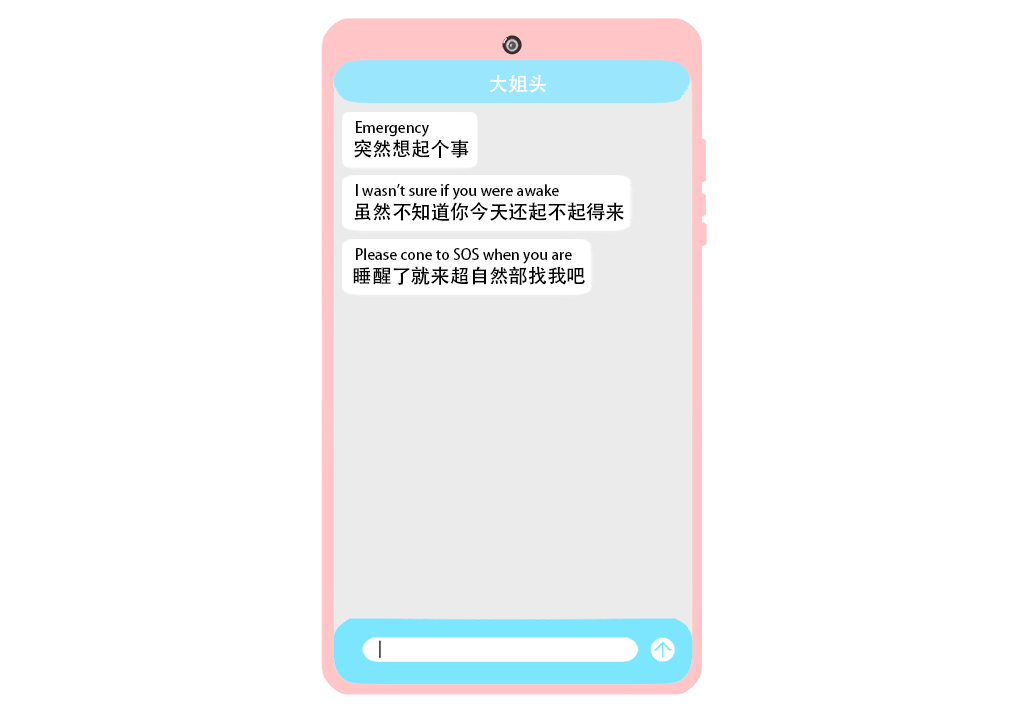 大姐头
Emergency
突然想起个事
I wasn't sure if you were awake
虽然不知道你今天还起不起得来
Please cone to SOS when you are
睡醒了就来超自然部找我吧